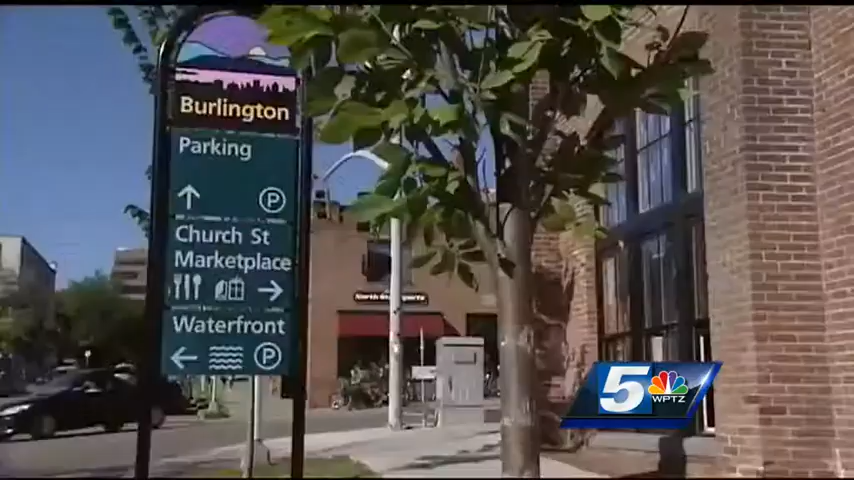 Burlington
Parking
P
Church St
Marketplace
Waterfront
P
North Star Sports
5
WPTZ